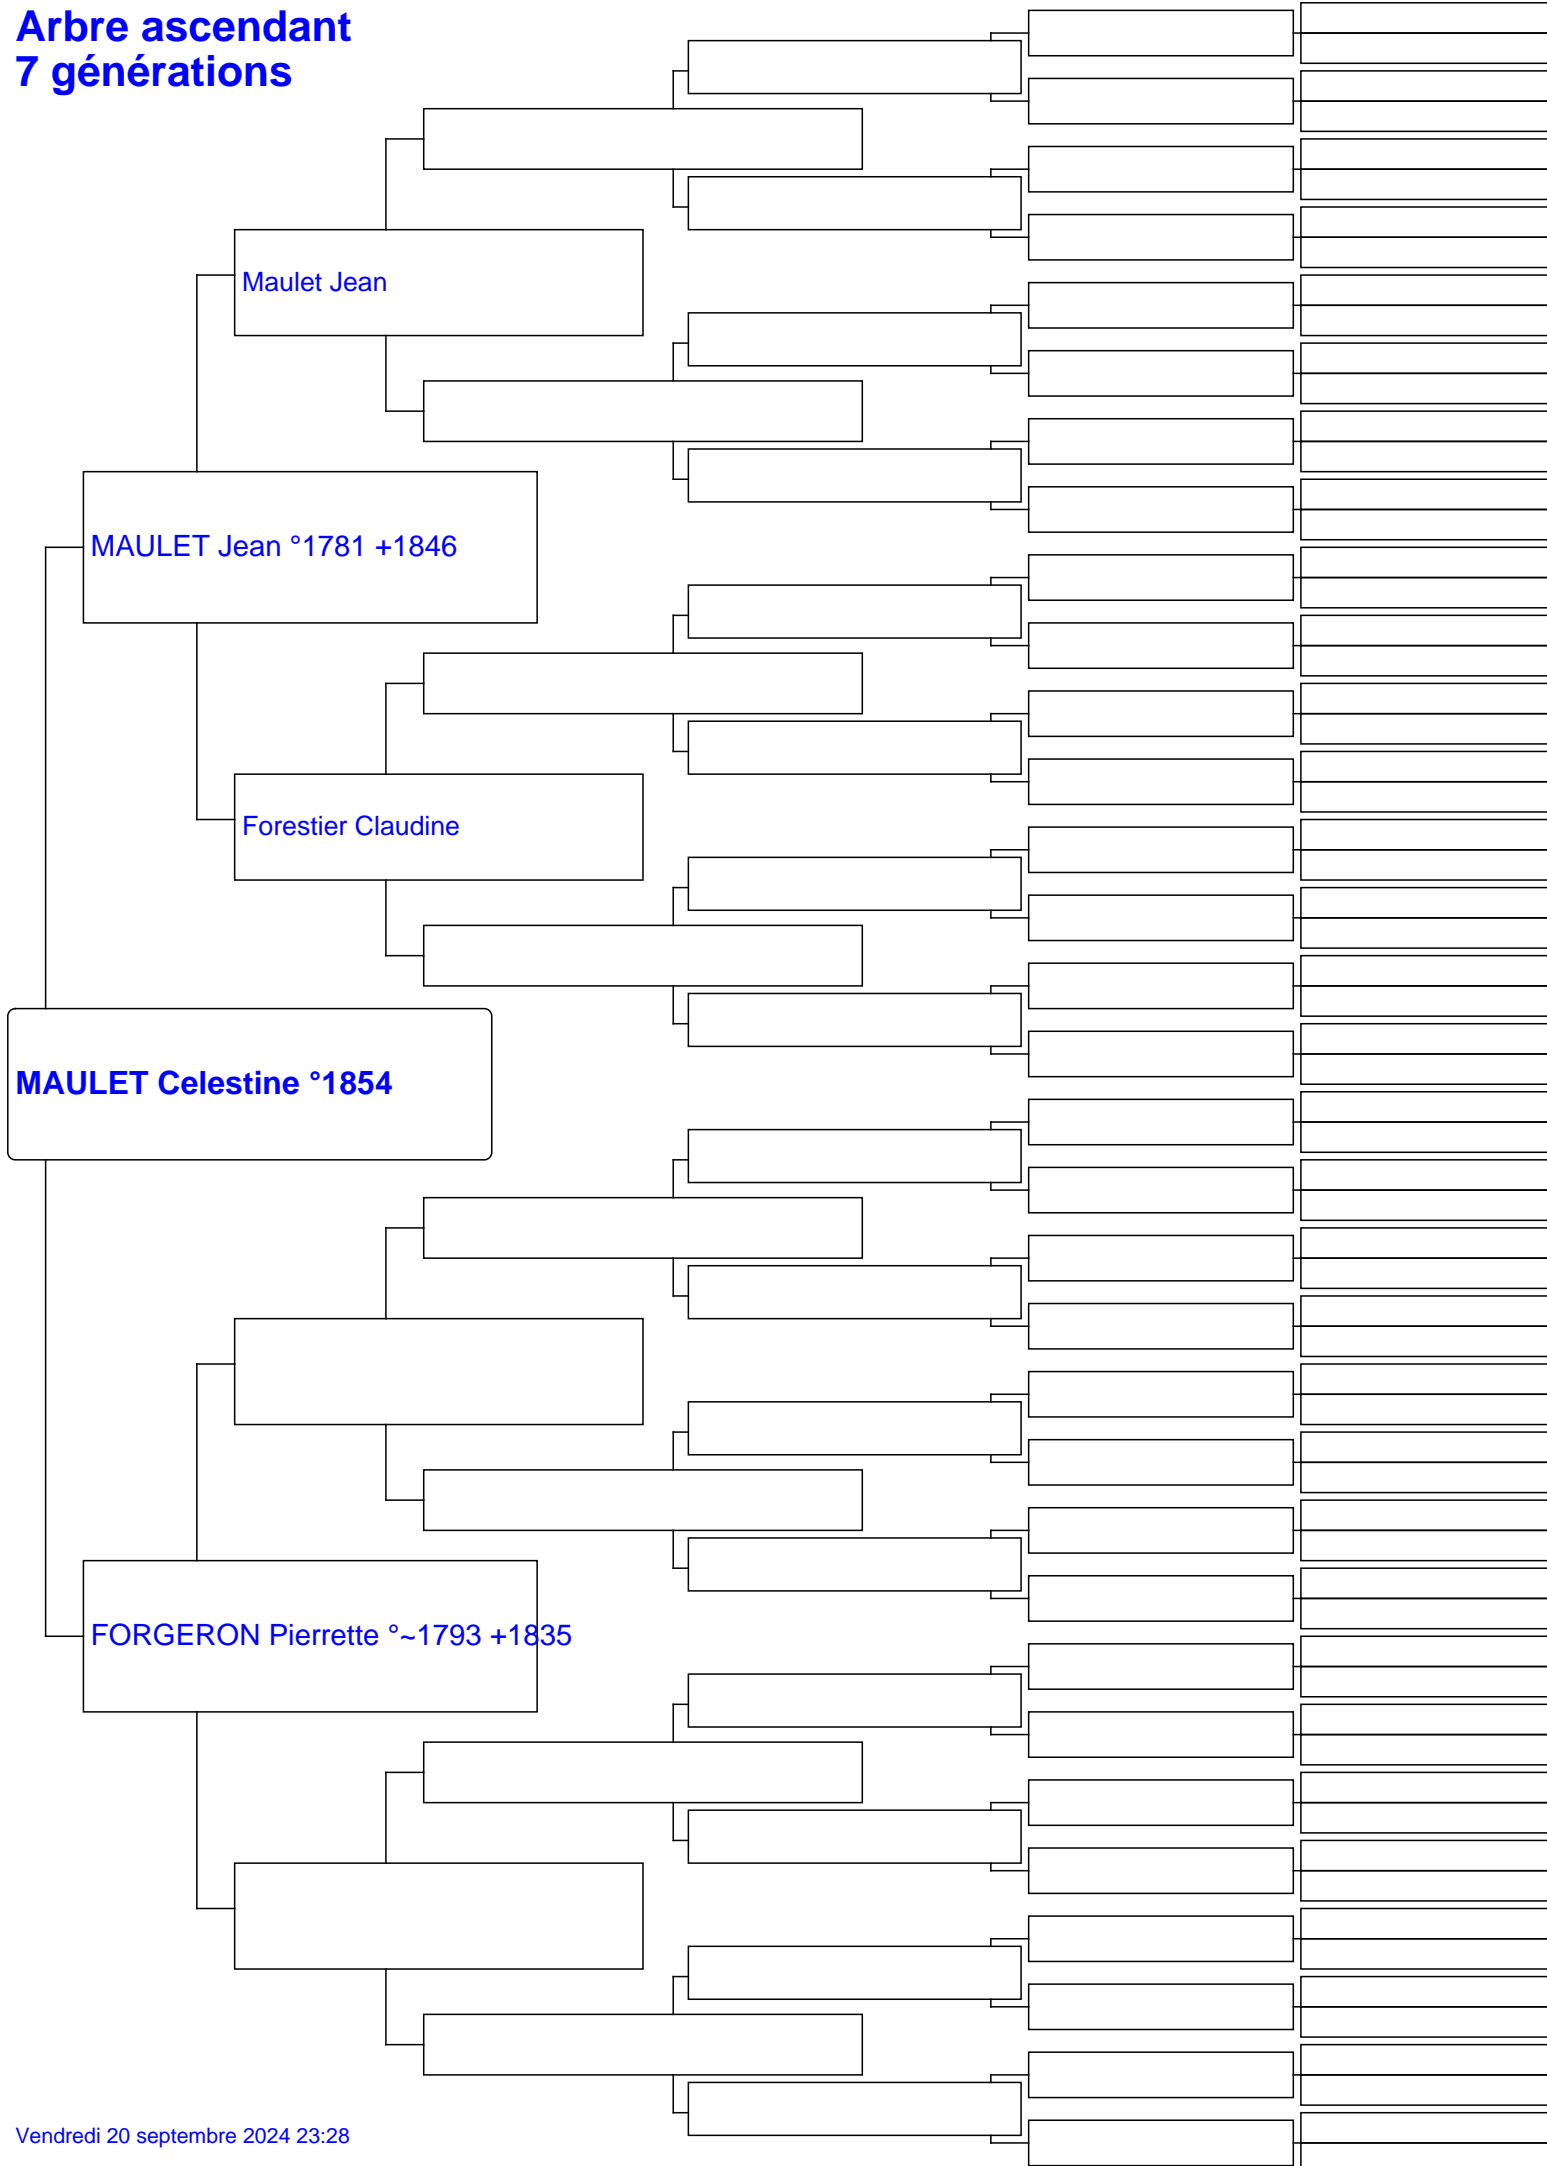 Arbre ascendant
7 générations
Maulet Jean
MAULET Jean °1781 +1846
Forestier Claudine
MAULET Celestine °1854
FORGERON Pierrette °~1793 +1835
Vendredi 20 septembre 2024 23:28